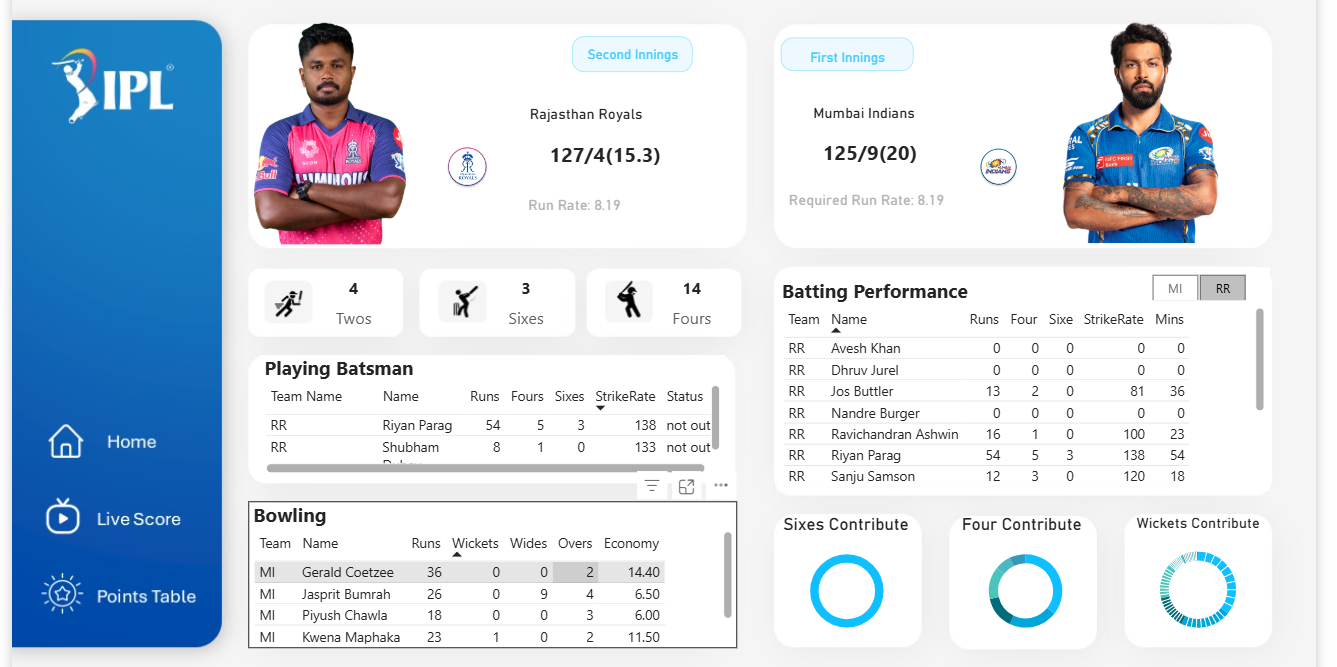 IPL
Home
Live Score
Points Table
Second Innings
Rajasthan Royals
127/4(15.3)
Run Rate: 8.19
ROYALS
LUMINOUS
Bull
First Innings
Mumbai Indians
125/9(20)
Required Run Rate: 8.19
INDIANS
4
Twos
3
Sixes
14
Fours
Playing Batsman
Team Name Name Runs Fours Sixes StrikeRate Status
RR Riyan Parag 54 5 3 138 not out
RR Shubham 8 1 0 133 not out
Bowling
Team Name Runs Wickets Wides Overs Economy
MI Gerald Coetzee 36 0 0 2 14.40
MI Jasprit Bumrah 26 0 9 4 6.50
MI Piyush Chawla 18 0 0 3 6.00
MI Kwena Maphaka 23 1 0 2 11.50
Batting Performance
MI RR
Team Name Runs Four Sixe StrikeRate Mins
RR Avesh Khan 0 0 0 0 0
RR Dhruv Jurel 0 0 0 0 0
RR Jos Buttler 13 2 0 81 36
RR Nandre Burger 0 0 0 0 0
RR Ravichandran Ashwin 16 1 0 100 23
RR Riyan Parag 54 5 3 138 54
RR Sanju Samson 12 3 0 120 18
Sixes Contribute
Four Contribute
Wickets Contribute